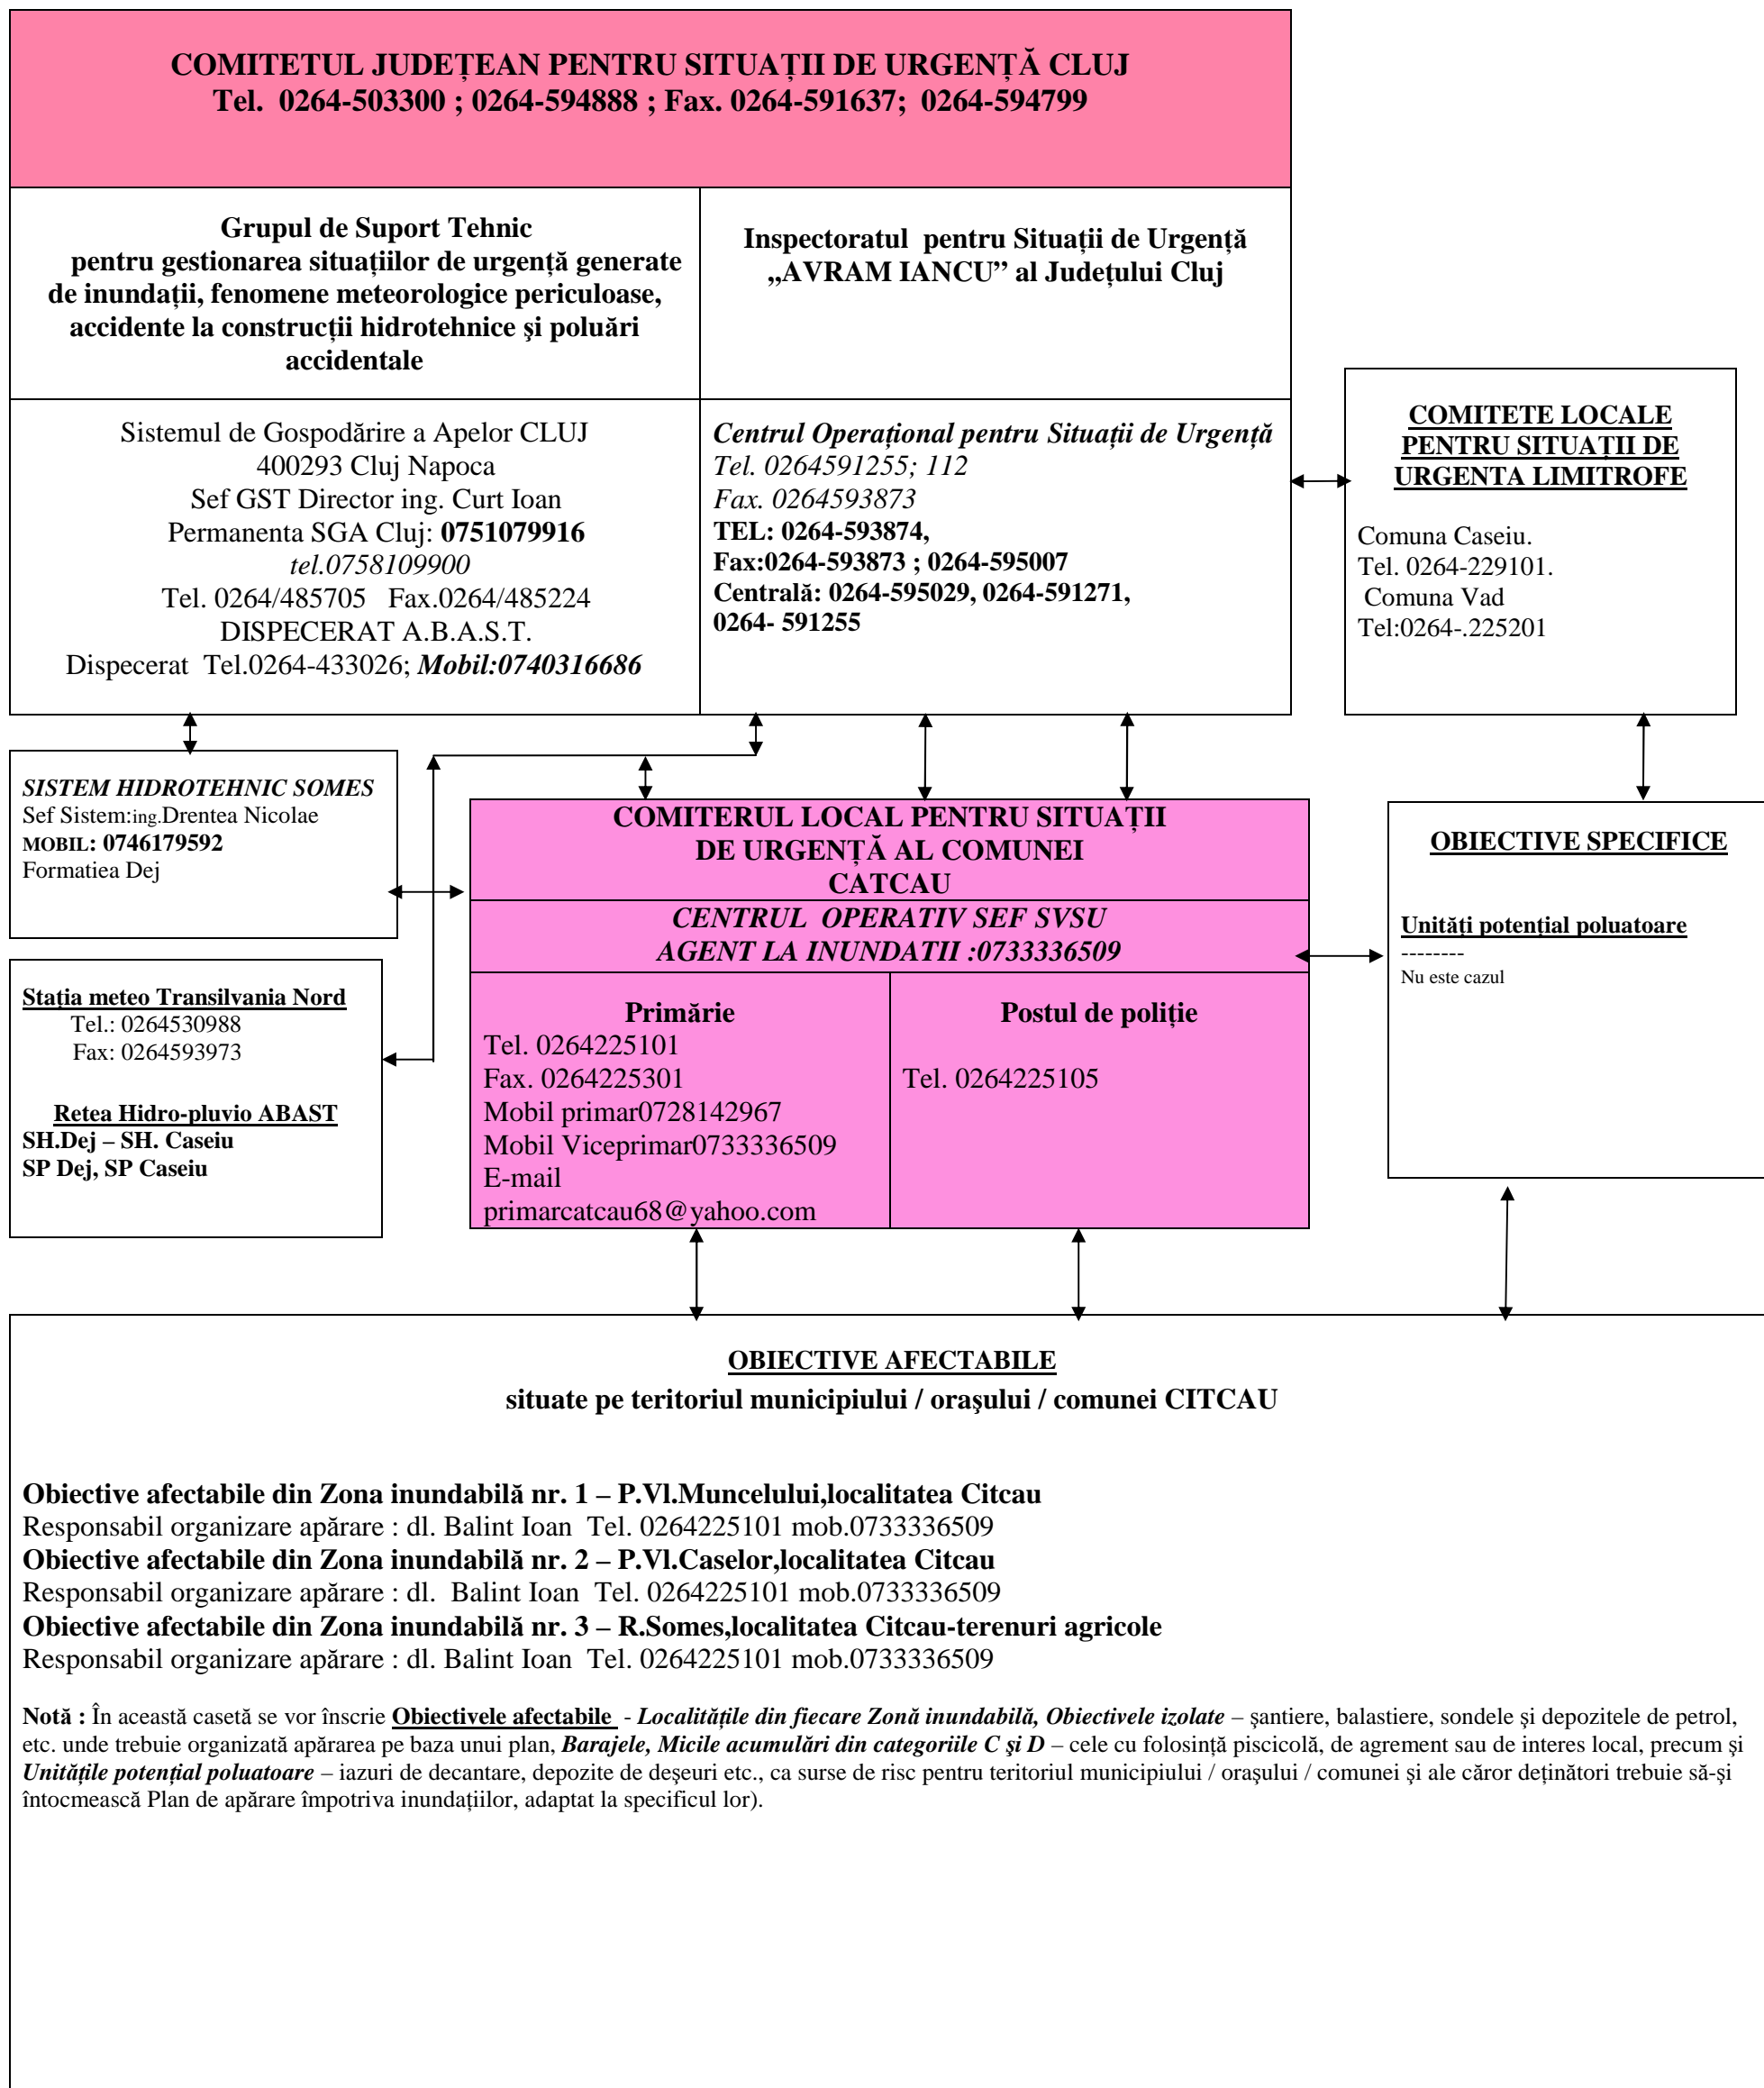 COMITETUL JUDEȚEAN PENTRU SITUAȚII DE URGENȚĂ CLUJ
Tel. 0264-503300 ; 0264-594888 ; Fax. 0264-591637; 0264-594799
Grupul de Suport Tehnic
pentru gestionarea situațiilor de urgență generate
de inundații, fenomene meteorologice periculoase,
accidente la construcții hidrotehnice şi poluări
accidentale
Inspectoratul pentru Situații de Urgență
„AVRAM IANCU” al Județului Cluj
Sistemul de Gospodărire a Apelor CLUJ
400293 Cluj Napoca
Sef GST Director ing. Curt Ioan
Permanenta SGA Cluj: 0751079916
tel.0758109900
Tel. 0264/485705 Fax.0264/485224
DISPECERAT A.B.A.S.T.
Dispecerat Tel.0264-433026; Mobil:0740316686
Centrul Operațional pentru Situații de Urgență
Tel. 0264591255; 112
Fax. 0264593873
TEL: 0264-593874,
Fax:0264-593873 ; 0264-595007
Centrală: 0264-595029, 0264-591271,
0264- 591255
COMITETE LOCALE
PENTRU SITUAȚII DE
URGENTA LIMITROFE
Comuna Caseiu.
Tel. 0264-229101.
Comuna Vad
Tel:0264-.225201
SISTEM HIDROTEHNIC SOMES
Sef Sistem:ing.Drentea Nicolae
MOBIL: 0746179592
Formatiea Dej
COMITERUL LOCAL PENTRU SITUAȚII
DE URGENȚĂ AL COMUNEI
CATCAU
CENTRUL OPERATIV SEF SVSU
AGENT LA INUNDATII :0733336509
Primărie
Tel. 0264225101
Fax. 0264225301
Mobil primar0728142967
Mobil Viceprimar0733336509
E-mail
primarcatcau68@yahoo.com
Postul de poliție
Tel. 0264225105
OBIECTIVE SPECIFICE
Unități potențial poluatoare
--------
Nu este cazul
Stația meteo Transilvania Nord
Tel.: 0264530988
Fax: 0264593973
Retea Hidro-pluvio ABAST
SH.Dej – SH. Caseiu
SP Dej, SP Caseiu
OBIECTIVE AFECTABILE
situate pe teritoriul municipiului / oraşului / comunei CITCAU
Obiective afectabile din Zona inundabilă nr. 1 – P.Vl.Muncelului,localitatea Citcau
Responsabil organizare apărare : dl. Balint Ioan Tel. 0264225101 mob.0733336509
Obiective afectabile din Zona inundabilă nr. 2 – P.Vl.Caselor,localitatea Citcau
Responsabil organizare apărare : dl. Balint Ioan Tel. 0264225101 mob.0733336509
Obiective afectabile din Zona inundabilă nr. 3 – R.Somes,localitatea Citcau-terenuri agricole
Responsabil organizare apărare : dl. Balint Ioan Tel. 0264225101 mob.0733336509
Notă : În această casetă se vor înscrie Obiectivele afectabile - Localitățile din fiecare Zonă inundabilă, Obiectivele izolate – şantiere, balastiere, sondele şi depozitele de petrol,
etc. unde trebuie organizată apărarea pe baza unui plan, Barajele, Micile acumulări din categoriile C şi D – cele cu folosință piscicolă, de agrement sau de interes local, precum şi
Unitățile potențial poluatoare – iazuri de decantare, depozite de deşeuri etc., ca surse de risc pentru teritoriul municipiului / oraşului / comunei şi ale căror deținători trebuie să-şi
întocmească Plan de apărare împotriva inundațiilor, adaptat la specificul lor).